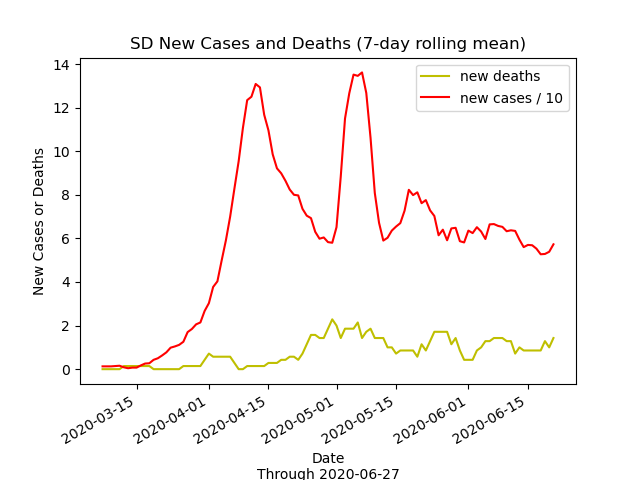 SD New Cases and Deaths (7-day rolling mean)
new deaths
new cases / 10
New Cases or Deaths
14
12
10
8
6
4
2
0
2020-03-15
2020-04-01
2020-04-15
2020-05-01
2020-05-15
2020-06-01
2020-06-15
Date
Through 2020-06-27